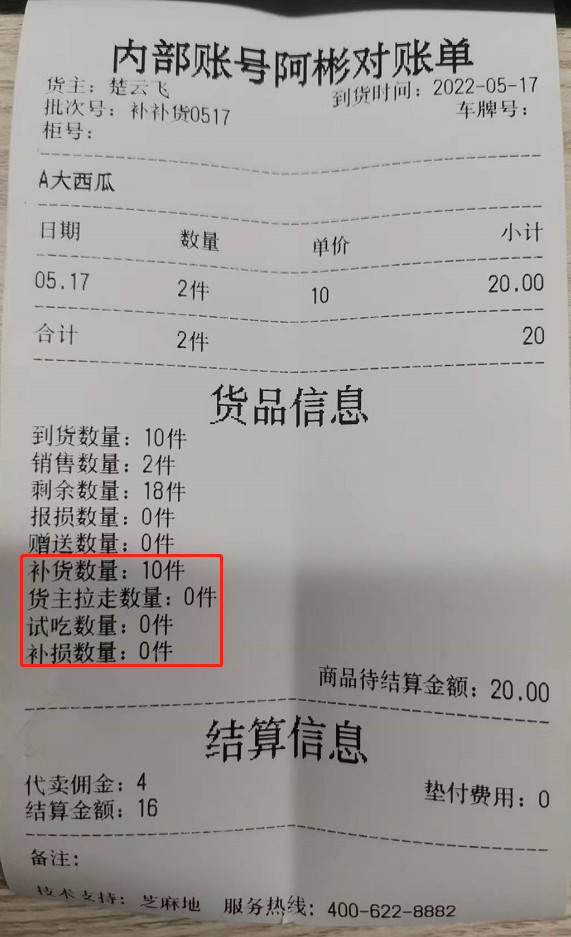 内部账号阿彬对账单
货主：楚云飞 到货时间：2022-05-17
批次号：补补货0517 车牌号：
柜号：
A大西瓜
日期 数量 单价 小计
05.17 2件 10 20.00
合计 2件 20
货品信息
到货数量：10件
销售数量：2件
剩余数量：18件
报损数量：0件
赠送数量：0件
补货数量：10件
货主拉走数量：0件
试吃数量：0件
补损数量：0件
商品待结算金额：20.00
结算信息
代卖佣金：4 垫付费用：0
结算金额：16
备注：
技术支持：芝麻地 服务热线：400-622-8882